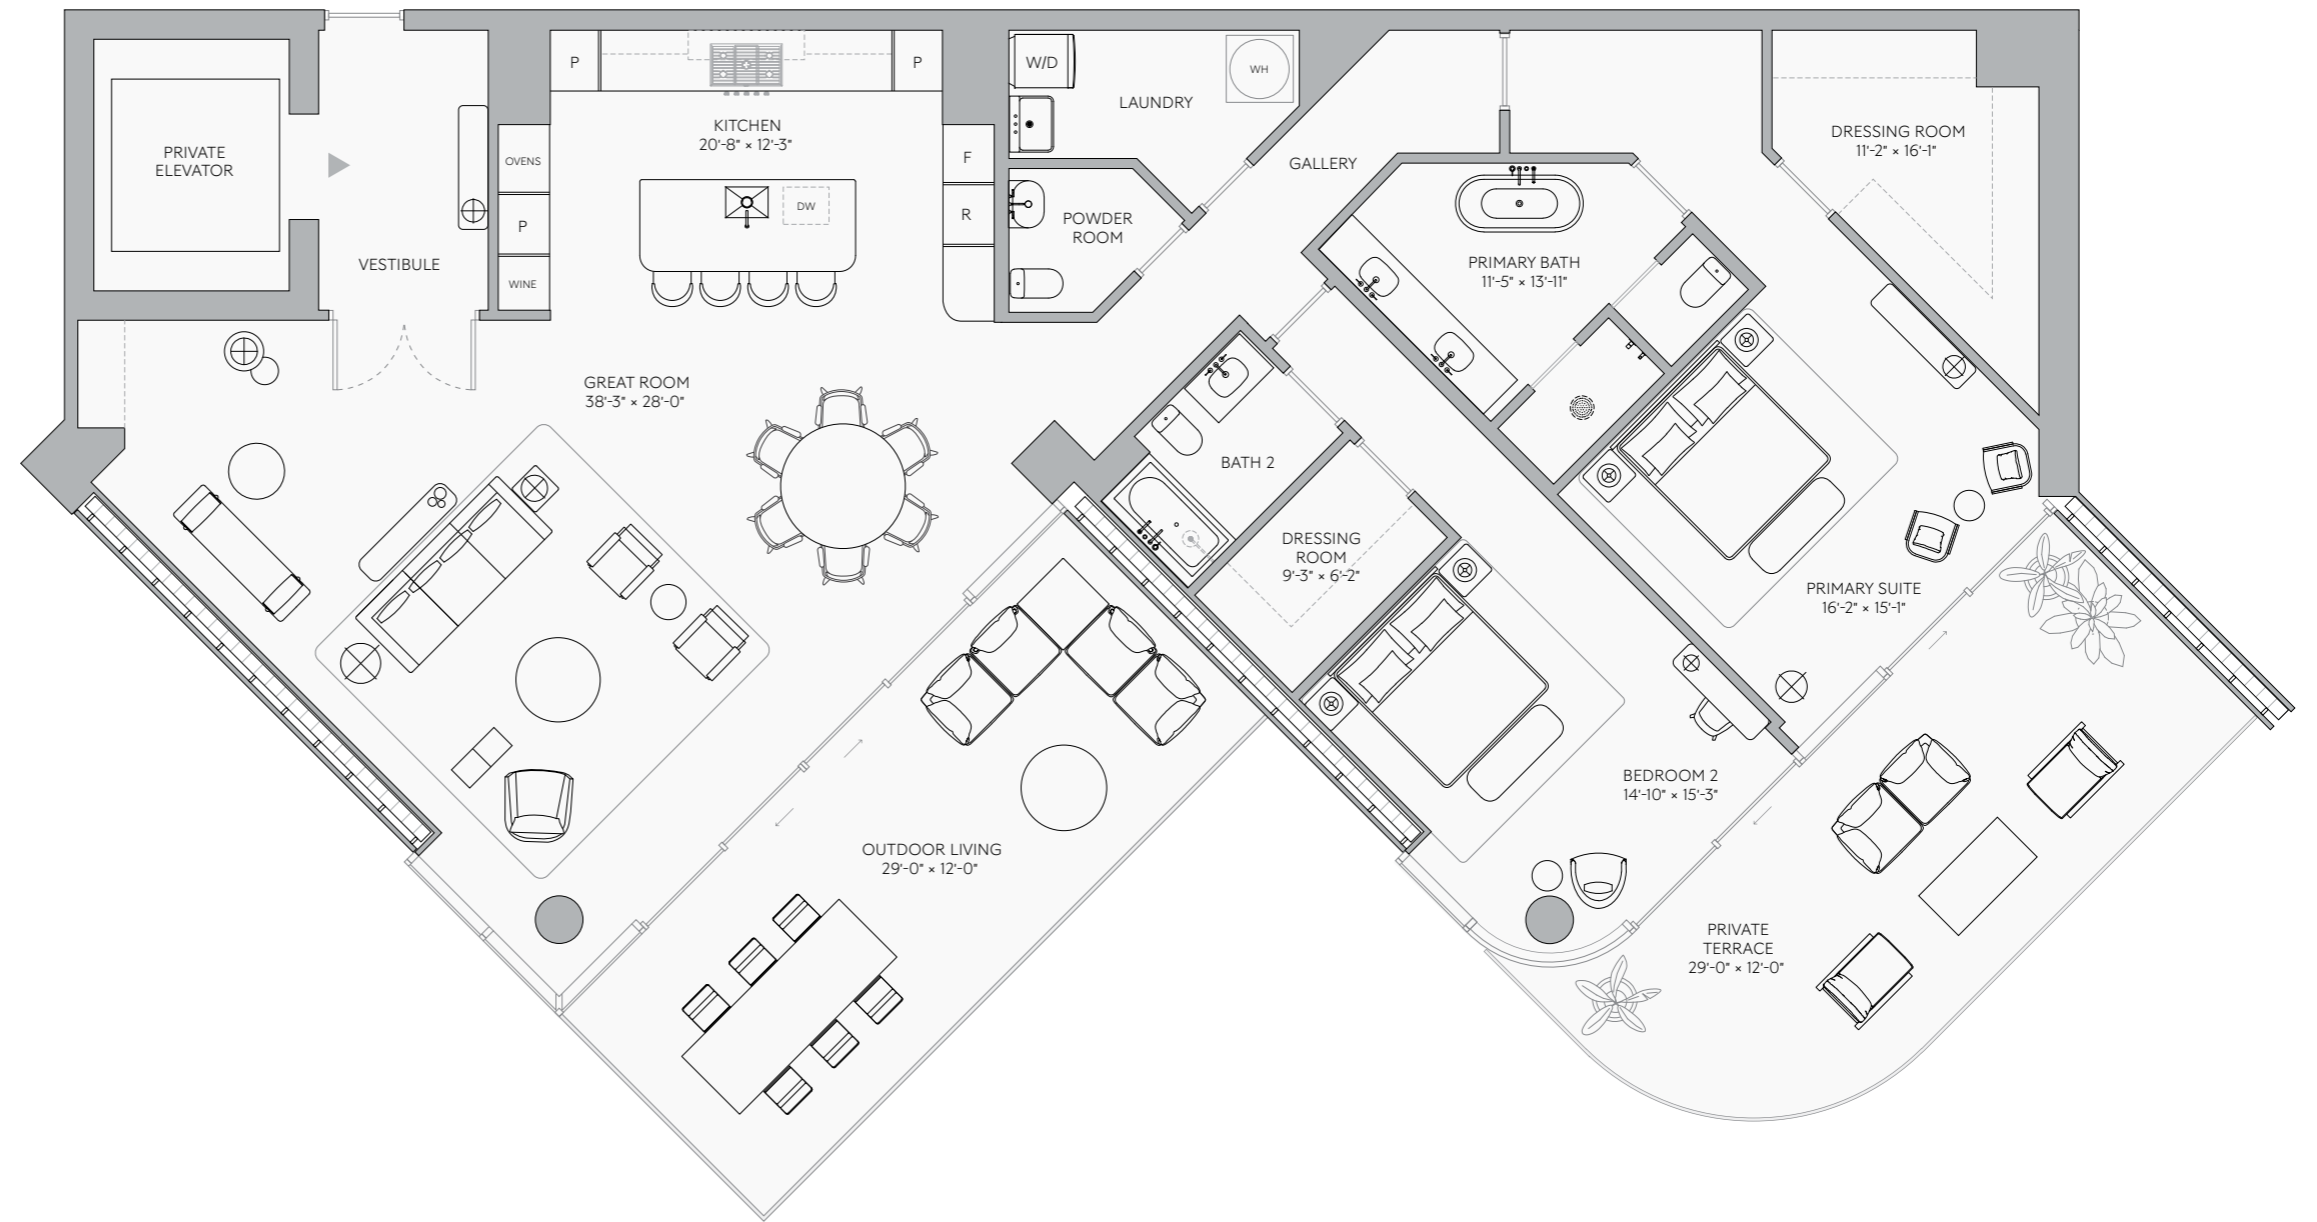 PRIVATE
ELEVATOR
VESTIBULE
OVENS
P
WINE
P
P
KITCHEN
20'-8" × 12'-3"
DW
F
R
W/D
WH
LAUNDRY
POWDER
ROOM
GALLERY
PRIMARY BATH
11'-5" × 13'-11"
DRESSING ROOM
11'-2" × 16'-1"
GREAT ROOM
38'-3" × 28'-0"
BATH 2
DRESSING
ROOM
9'-3" × 6'-2"
PRIMARY SUITE
16'-2" × 15'-1"
BEDROOM 2
14'-10" × 15'-3"
OUTDOOR LIVING
29'-0" × 12'-0"
PRIVATE
TERRACE
29'-0" × 12'-0"